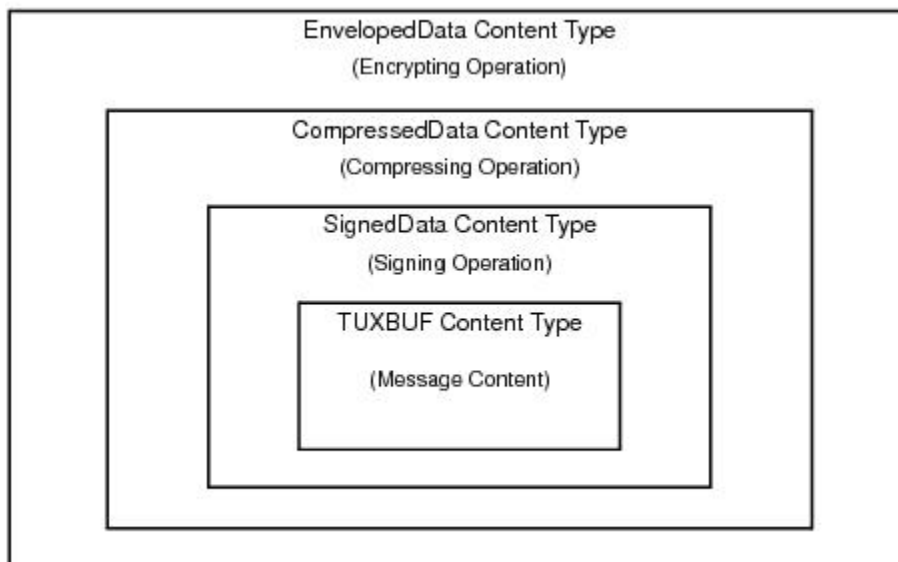 EnvelopedData Content Type
(Encrypting Operation)
CompressedData Content Type
(Compressing Operation)
SignedData Content Type
(Signing Operation)
TUXBUF Content Type
(Message Content)